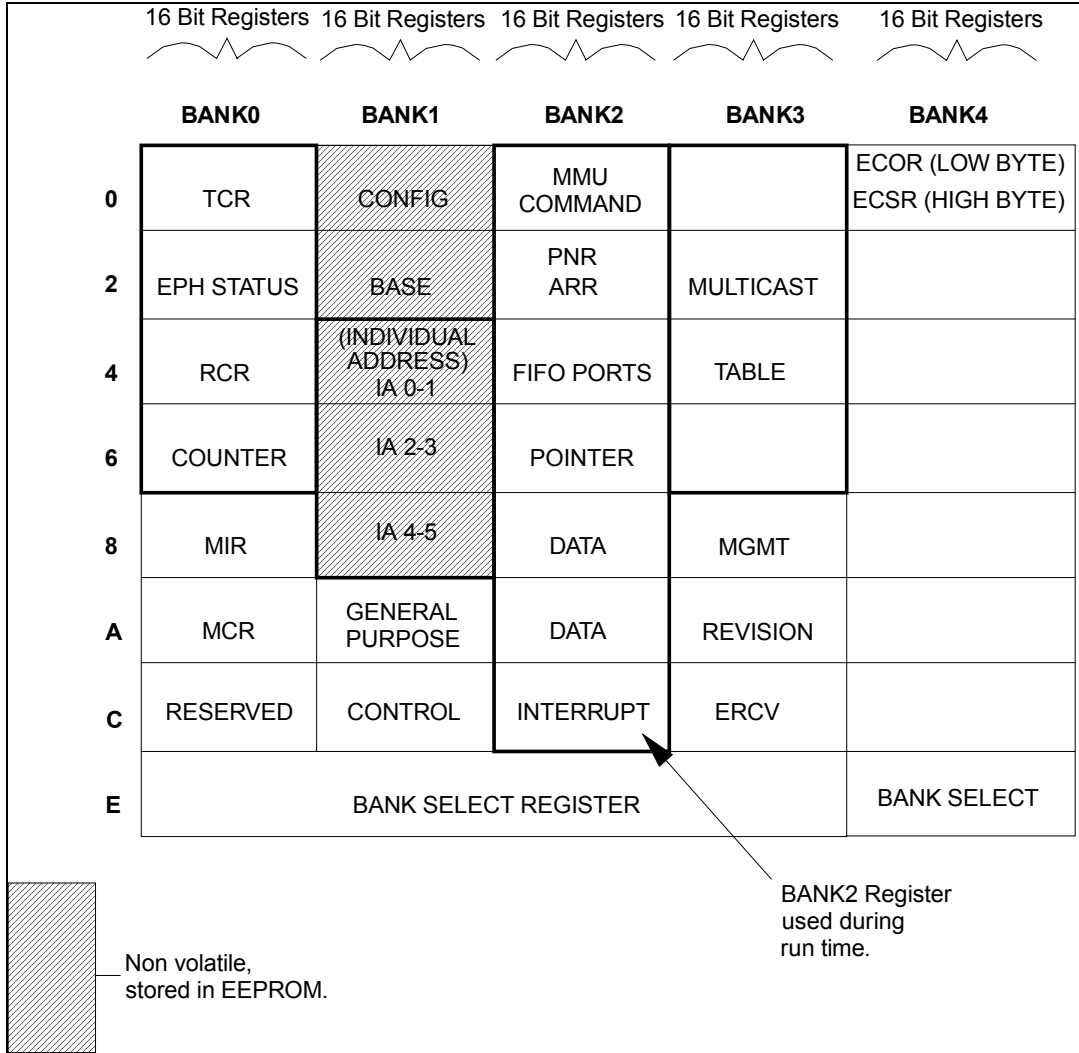 16 Bit Registers 16 Bit Registers 16 Bit Registers 16 Bit Registers 16 Bit Registers
BANK0 BANK1 BANK2 BANK3 BANK4
0 TCR CONFIG MMU COMMAND ECOR (LOW BYTE) ECSR (HIGH BYTE)
2 EPH STATUS BASE PNR ARR MULTICAST
4 RCR (INDIVIDUAL ADDRESS) IA 0-1 FIFO PORTS TABLE
6 COUNTER IA 2-3 POINTER
8 MIR IA 4-5 DATA MGMT
A MCR GENERAL PURPOSE DATA REVISION
C RESERVED CONTROL INTERRUPT ERCV
E BANK SELECT REGISTER BANK SELECT
BANK2 Register
used during
run time.
Non volatile,
stored in EEPROM.